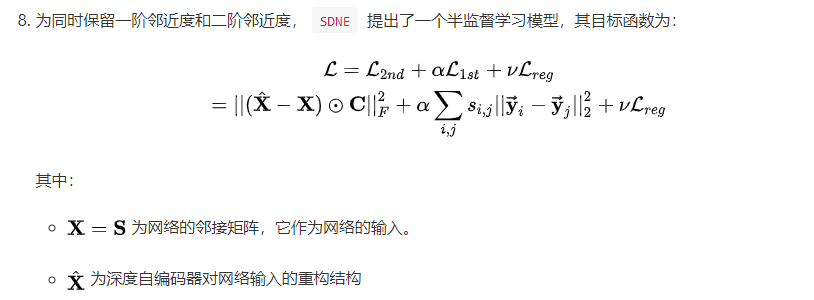 8. 为同时保留一阶邻近度和二阶邻近度， SDNE 提出了一个半监督学习模型，其目标函数为：
$\mathcal{L} = \mathcal{L}_{2nd} + \alpha\mathcal{L}_{1st} + \nu\mathcal{L}_{reg}$
$= ||(\hat{\mathbf{X}} - \mathbf{X}) \odot \mathbf{C}||_F^2 + \alpha \sum_{i,j} s_{i,j} ||\vec{\mathbf{y}}_i - \vec{\mathbf{y}}_j||_2^2 + \nu\mathcal{L}_{reg}$
其中：
○ $\mathbf{X} = \mathbf{S}$ 为网络的邻接矩阵，它作为网络的输入。
○ $\hat{\mathbf{X}}$ 为深度自编码器对网络输入的重构结构